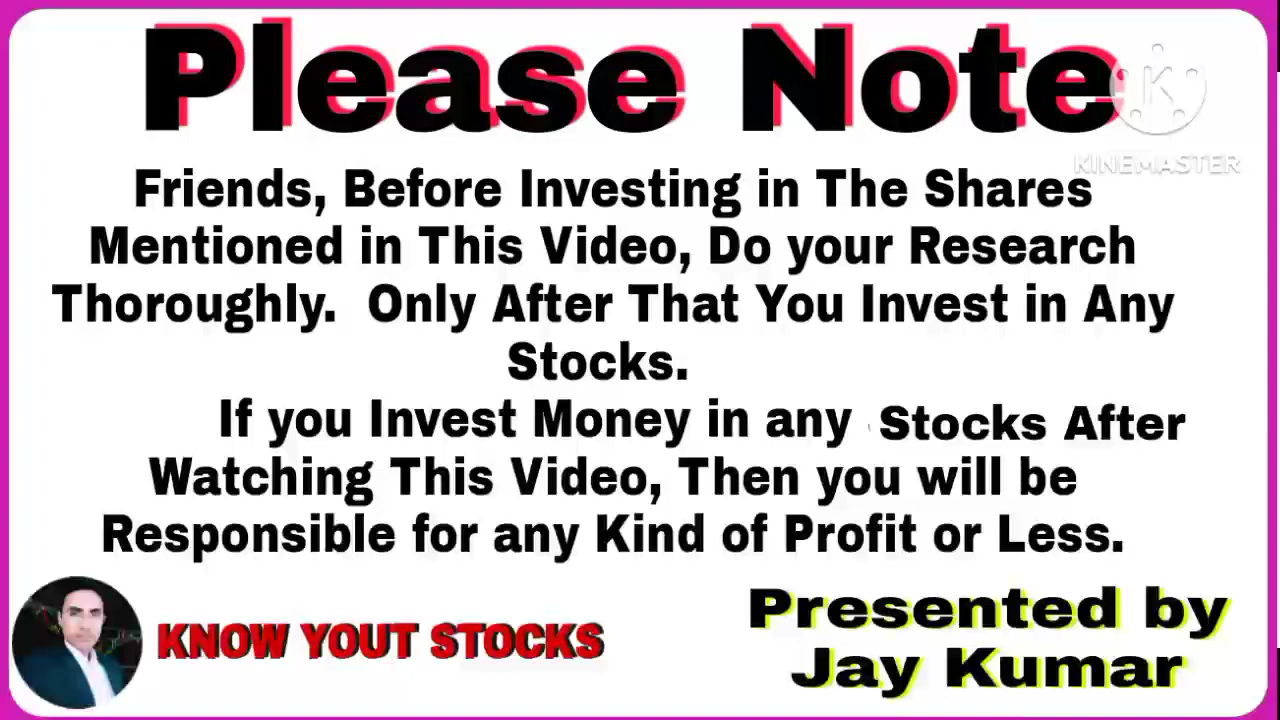 Please Note
K
KINEMASTER
Friends, Before Investing in The Shares
Mentioned in This Video, Do your Research
Thoroughly. Only After That You Invest in Any
Stocks.
If you Invest Money in any Stocks After
Watching This Video, Then you will be
Responsible for any Kind of Profit or Less.
KNOW YOUT STOCKS
Presented by
Jay Kumar